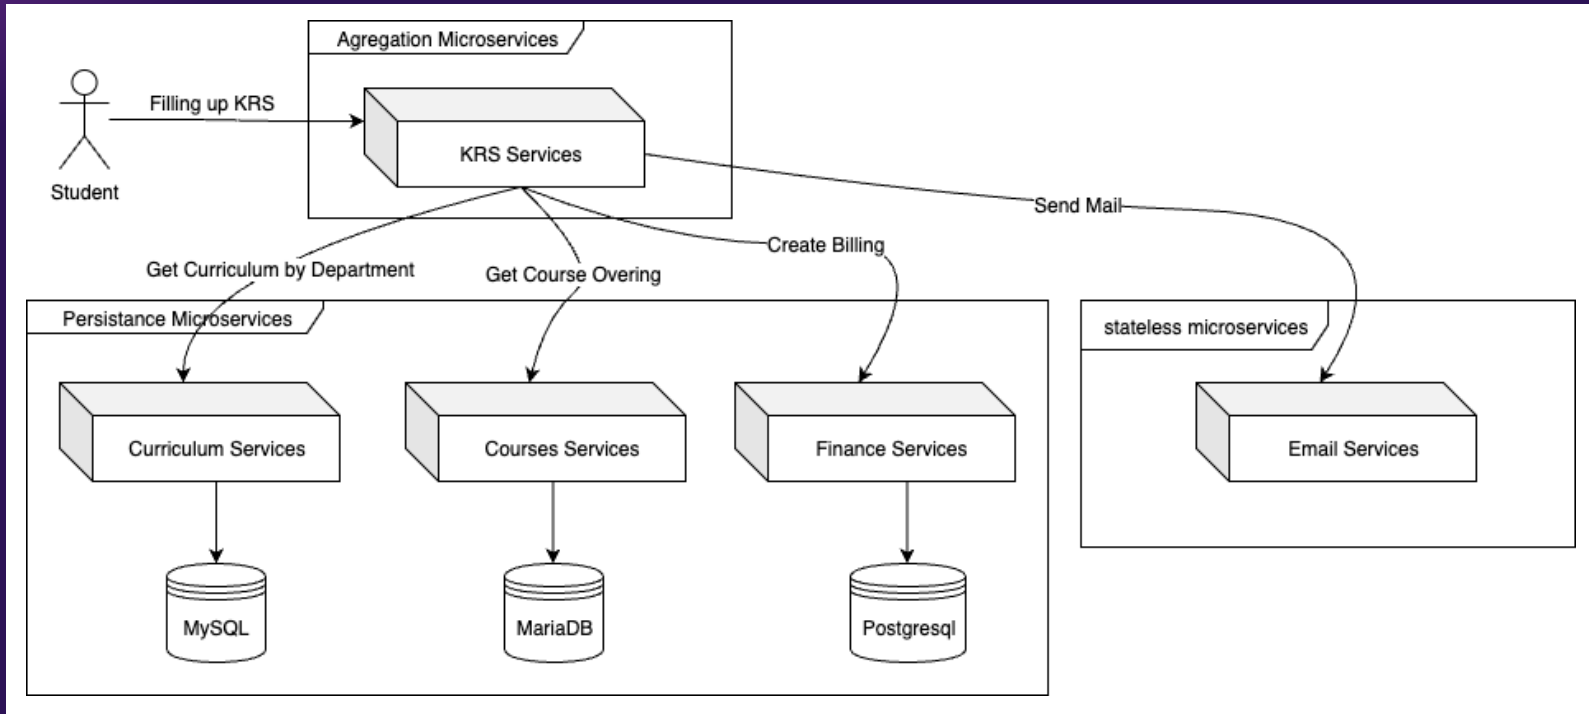 Agregation Microservices
Filling up KRS
KRS Services
Student
Send Mail
Create Billing
Get Curriculum by Department
Get Course Overing
Persistance Microservices
stateless microservices
Curriculum Services
Courses Services
Finance Services
Email Services
MySQL
MariaDB
Postgresql